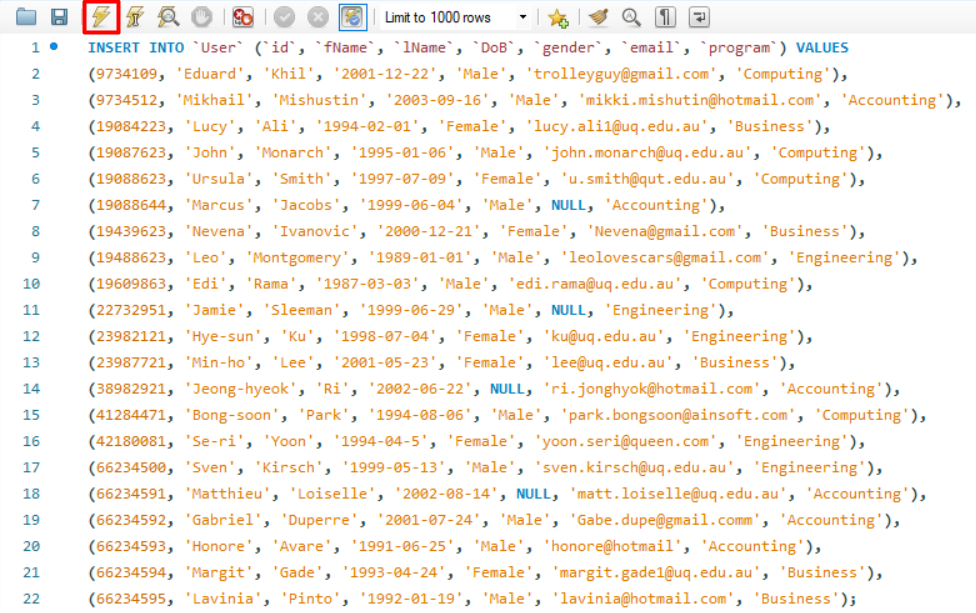 Limit to 1000 rows
1 INSERT INTO `User` (`id`, `fName`, `lName`, `DoB`, `gender`, `email`, `program`) VALUES
2 (9734109, 'Eduard', 'Khil', '2001-12-22', 'Male', 'trolleyguy@gmail.com', 'Computing'),
3 (9734512, 'Mikhail', 'Mishustin', '2003-09-16', 'Male', 'mikki.mishutin@hotmail.com', 'Accounting'),
4 (19084223, 'Lucy', 'Ali', '1994-02-01', 'Female', 'lucy.ali1@uq.edu.au', 'Business'),
5 (19087623, 'John', 'Monarch', '1995-01-06', 'Male', 'john.monarch@uq.edu.au', 'Computing'),
6 (19088623, 'Ursula', 'Smith', '1997-07-09', 'Female', 'u.smith@qut.edu.au', 'Computing'),
7 (19088644, 'Marcus', 'Jacobs', '1999-06-04', 'Male', NULL, 'Accounting'),
8 (19439623, 'Nevena', 'Ivanovic', '2000-12-21', 'Female', 'Nevena@gmail.com', 'Business'),
9 (19488623, 'Leo', 'Montgomery', '1989-01-01', 'Male', 'leolovescars@gmail.com', 'Engineering'),
10 (19609863, 'Edi', 'Rama', '1987-03-03', 'Male', 'edi.rama@uq.edu.au', 'Computing'),
11 (22732951, 'Jamie', 'Sleeman', '1999-06-29', 'Male', NULL, 'Engineering'),
12 (23982121, 'Hye-sun', 'Ku', '1998-07-04', 'Female', 'ku@uq.edu.au', 'Engineering'),
13 (23987721, 'Min-ho', 'Lee', '2001-05-23', 'Female', 'lee@uq.edu.au', 'Business'),
14 (38982921, 'Jeong-hyeok', 'Ri', '2002-06-22', NULL, 'ri.jonghyok@hotmail.com', 'Accounting'),
15 (41284471, 'Bong-soon', 'Park', '1994-08-06', 'Male', 'park.bongsoon@ainsoft.com', 'Computing'),
16 (42180081, 'Se-ri', 'Yoon', '1994-04-5', 'Female', 'yoon.seri@queen.com', 'Engineering'),
17 (66234500, 'Sven', 'Kirsch', '1999-05-13', 'Male', 'sven.kirsch@uq.edu.au', 'Engineering'),
18 (66234591, 'Matthieu', 'Loiselle', '2002-08-14', NULL, 'matt.loiselle@uq.edu.au', 'Accounting'),
19 (66234592, 'Gabriel', 'Duperre', '2001-07-24', 'Male', 'Gabe.dupe@gmail.comm', 'Accounting'),
20 (66234593, 'Honore', 'Avare', '1991-06-25', 'Male', 'honore@hotmail', 'Accounting'),
21 (66234594, 'Margit', 'Gade', '1993-04-24', 'Female', 'margit.gade1@uq.edu.au', 'Business'),
22 (66234595, 'Lavinia', 'Pinto', '1992-01-19', 'Male', 'lavinia@hotmail.com', 'Business');